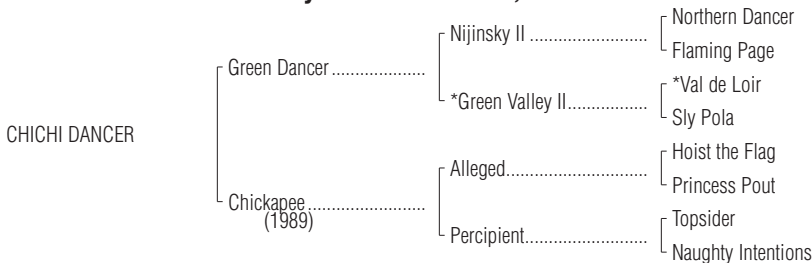 Northern Dancer
Nijinsky II ....................
Flaming Page
Green Dancer....................
*Val de Loir
*Green Valley II.................
Sly Pola
CHICHI DANCER
Hoist the Flag
Alleged..............................
Princess Pout
Chickapee.........................
(1989)
Topsider
Percipient..........................
Naughty Intentions